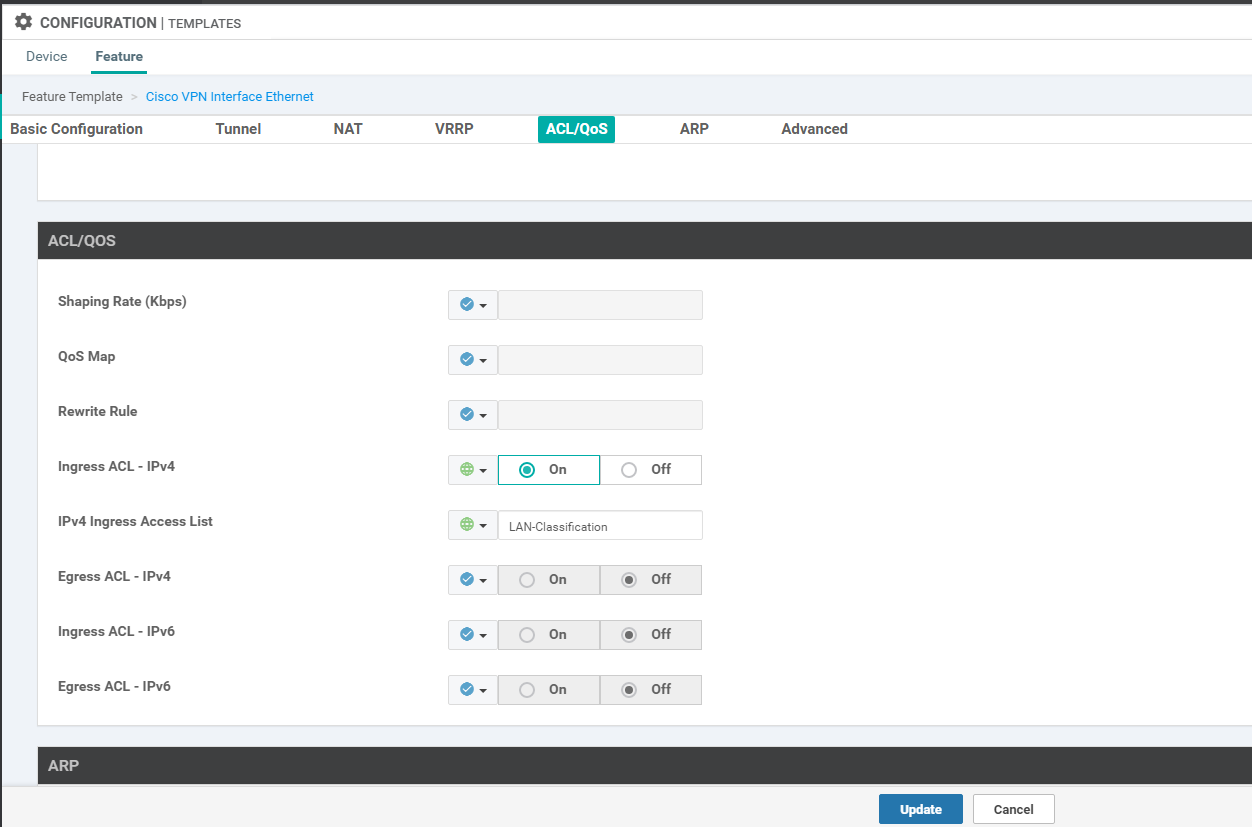 CONFIGURATION | TEMPLATES
Device Feature
Feature Template > Cisco VPN Interface Ethernet
Basic Configuration Tunnel NAT VRRP ACL/QoS ARP Advanced
ACL/QOS
Shaping Rate (Kbps)
QoS Map
Rewrite Rule
Ingress ACL - IPv4 On Off
IPv4 Ingress Access List LAN-Classification
Egress ACL - IPv4 On Off
Ingress ACL - IPv6 On Off
Egress ACL - IPv6 On Off
ARP
Update Cancel